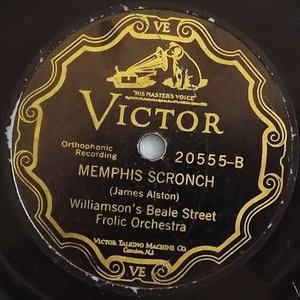 VE
"HIS MASTER'S VOICE"
VICTOR
Orthophonic
Recording
20555-B
MEMPHIS SCRONCH
(James Alston)
Williamson's Beale Street
Frolic Orchestra
VICTOR TALKING MACHINE CO.
Camden, N.J.
VE
VE